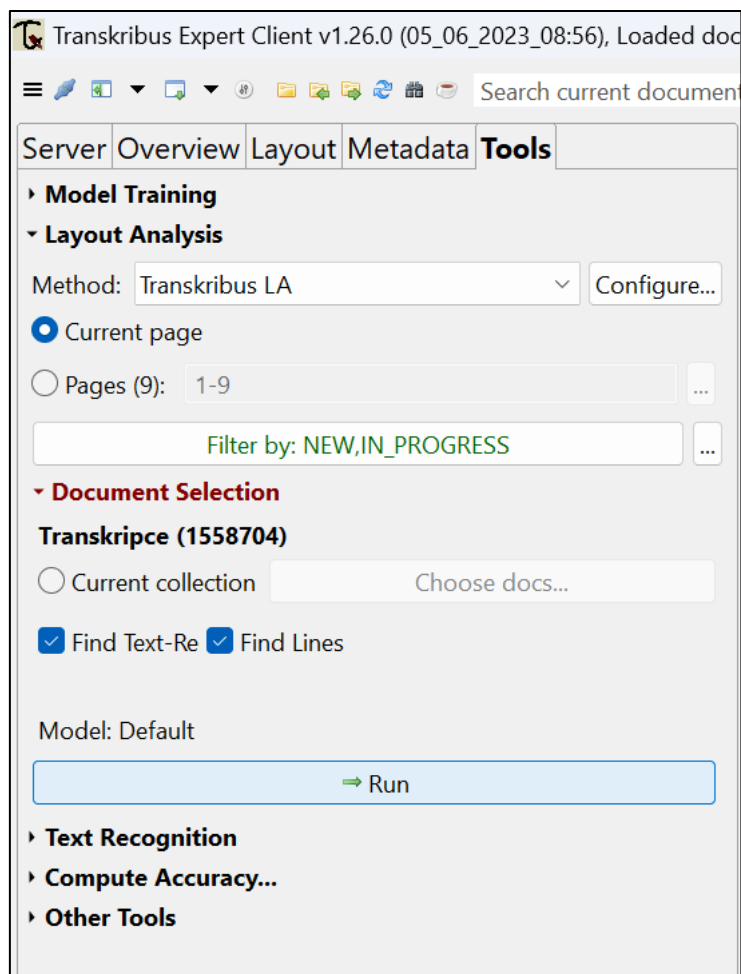 Transkribus Expert Client v1.26.0 (05_06_2023_08:56), Loaded doc
Search current document
Server Overview Layout Metadata Tools
Model Training
Layout Analysis
Method: Transkribus LA Configure...
Current page
Pages (9): 1-9 ...
Filter by: NEW,IN_PROGRESS ...
Document Selection
Transkripce (1558704)
Current collection Choose docs...
Find Text-Re Find Lines
Model: Default
Run
Text Recognition
Compute Accuracy...
Other Tools